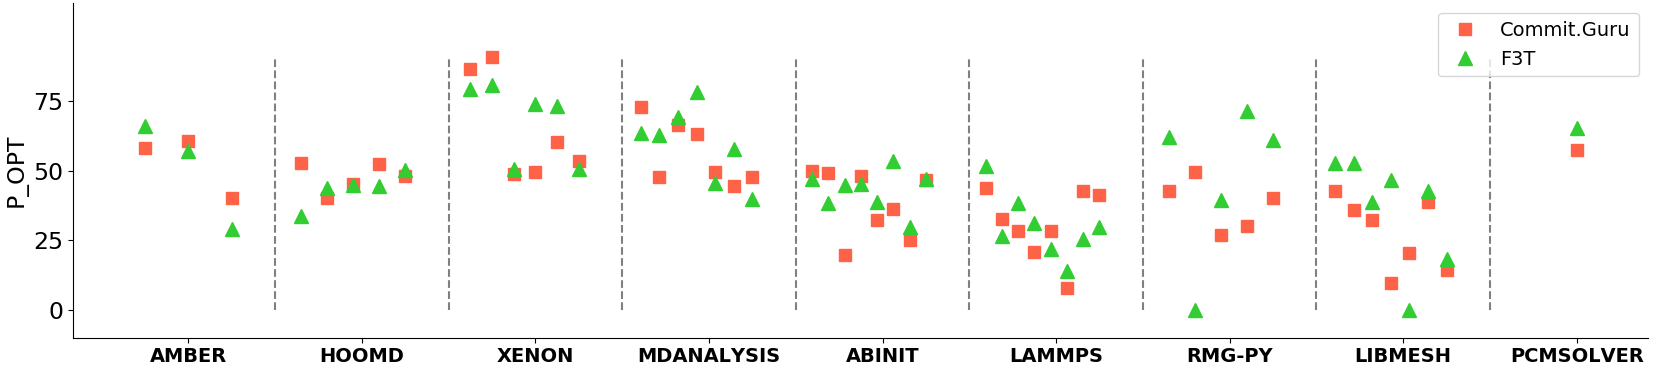 Commit.Guru
F3T
P_OPT
75
50
25
0
AMBER HOOMD XENON MDANALYSIS ABINIT LAMMPS RMG-PY LIBMESH PCMSOLVER